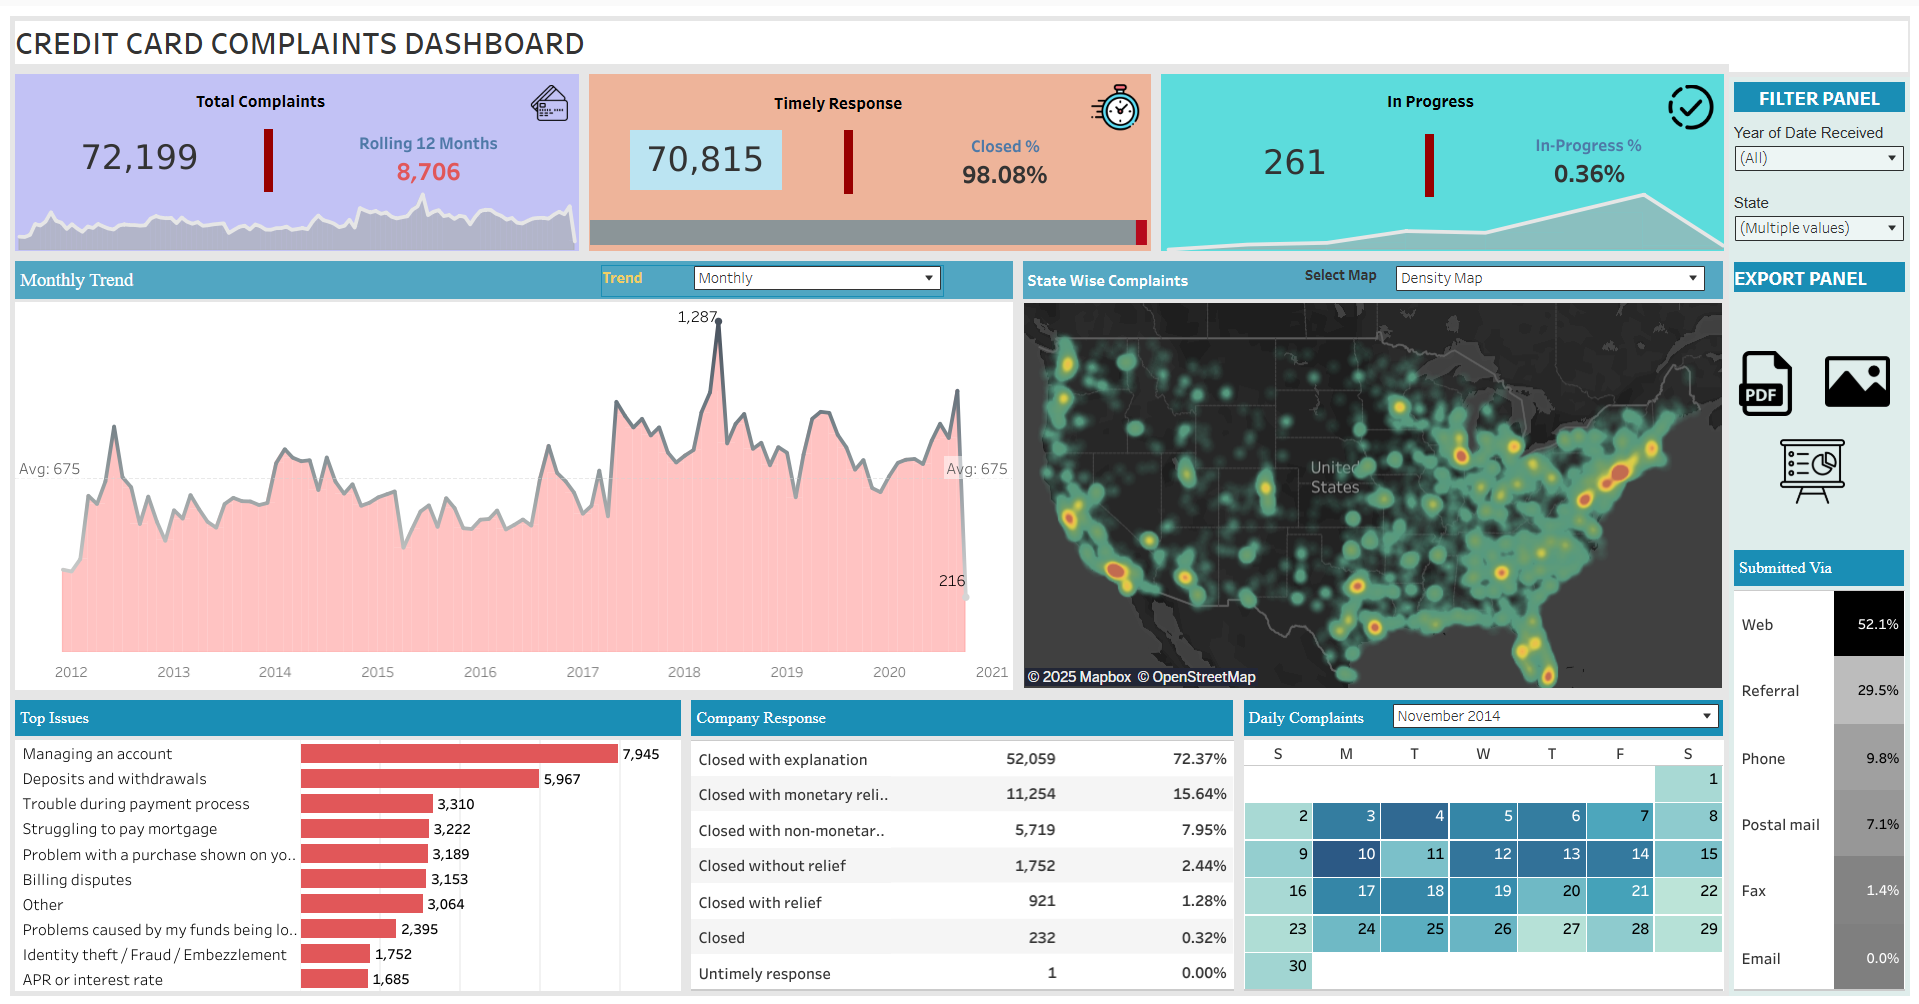 CREDIT CARD COMPLAINTS DASHBOARD
Total Complaints
72,199
Rolling 12 Months
8,706
Timely Response
70,815
Closed %
98.08%
In Progress
261
In-Progress %
0.36%
FILTER PANEL
Year of Date Received
(All)
State
(Multiple values)
EXPORT PANEL
PDF
Monthly Trend
Trend
Monthly
1,287
Avg: 675
Avg: 675
216
2012 2013 2014 2015 2016 2017 2018 2019 2020 2021
State Wise Complaints
Select Map
Density Map
United
States
© 2025 Mapbox © OpenStreetMap
Submitted Via
Web 52.1%
Referral 29.5%
Phone 9.8%
Postal mail 7.1%
Fax 1.4%
Email 0.0%
Top Issues
Managing an account 7,945
Deposits and withdrawals 5,967
Trouble during payment process 3,310
Struggling to pay mortgage 3,222
Problem with a purchase shown on yo.. 3,189
Billing disputes 3,153
Other 3,064
Problems caused by my funds being lo.. 2,395
Identity theft / Fraud / Embezzlement 1,752
APR or interest rate 1,685
Company Response
Closed with explanation 52,059 72.37%
Closed with monetary reli.. 11,254 15.64%
Closed with non-monetar.. 5,719 7.95%
Closed without relief 1,752 2.44%
Closed with relief 921 1.28%
Closed 232 0.32%
Untimely response 1 0.00%
Daily Complaints
November 2014
S M T W T F S
1
2 3 4 5 6 7 8
9 10 11 12 13 14 15
16 17 18 19 20 21 22
23 24 25 26 27 28 29
30